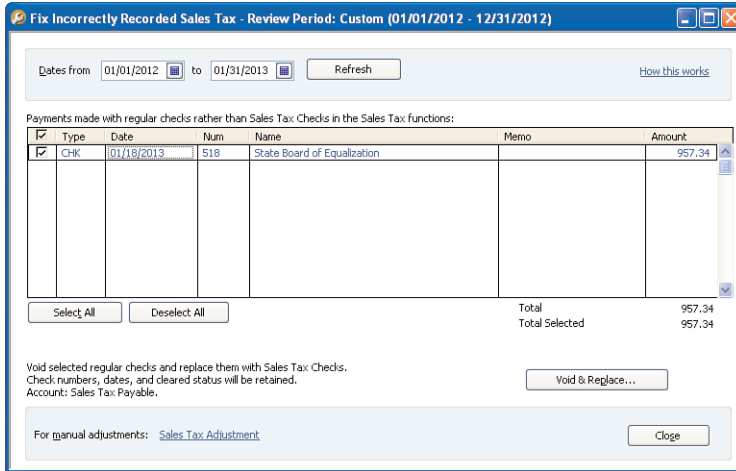 Fix Incorrectly Recorded Sales Tax - Review Period: Custom (01/01/2012 - 12/31/2012)
Dates from 01/01/2012 to 01/31/2013 Refresh How this works
Payments made with regular checks rather than Sales Tax Checks in the Sales Tax functions:
Type Date Num Name Memo Amount
CHK 01/18/2013 518 State Board of Equalization 957.34
Select All Deselect All Total 957.34
Total Selected 957.34
Void selected regular checks and replace them with Sales Tax Checks.
Check numbers, dates, and cleared status will be retained. Void & Replace...
Account: Sales Tax Payable.
For manual adjustments: Sales Tax Adjustment Close